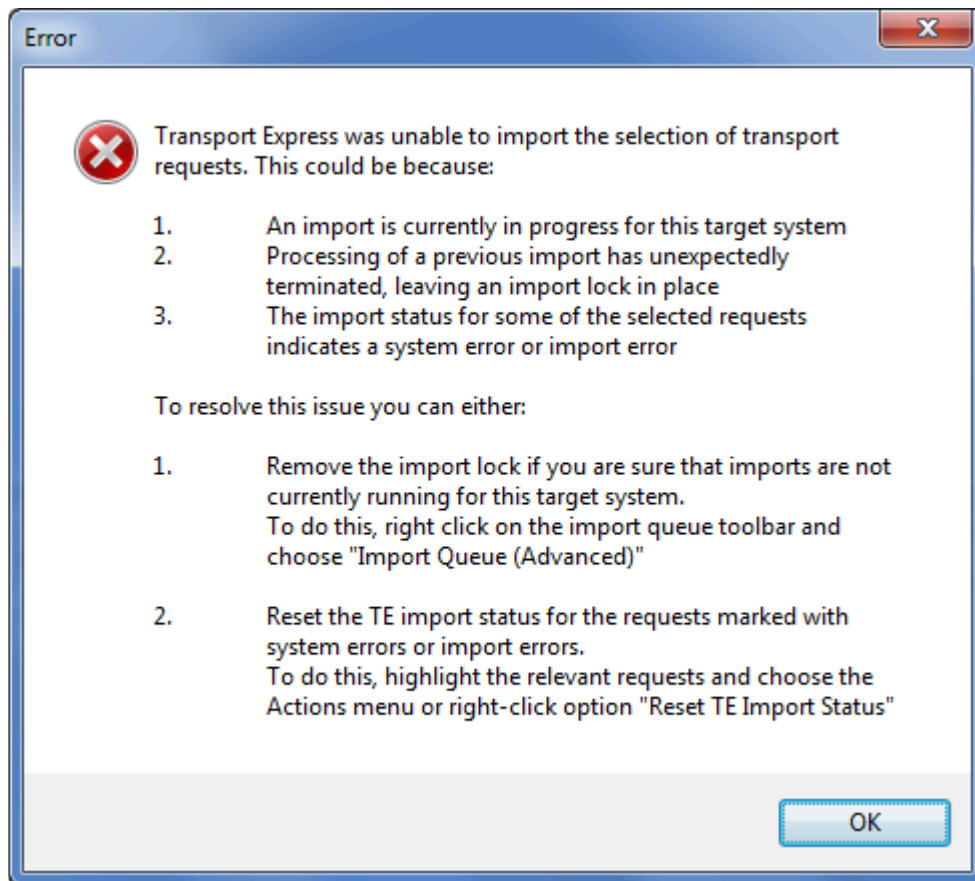 Error
Transport Express was unable to import the selection of transport
requests. This could be because:
1. An import is currently in progress for this target system
2. Processing of a previous import has unexpectedly
terminated, leaving an import lock in place
3. The import status for some of the selected requests
indicates a system error or import error
To resolve this issue you can either:
1. Remove the import lock if you are sure that imports are not
currently running for this target system.
To do this, right click on the import queue toolbar and
choose "Import Queue (Advanced)"
2. Reset the TE import status for the requests marked with
system errors or import errors.
To do this, highlight the relevant requests and choose the
Actions menu or right-click option "Reset TE Import Status"
OK